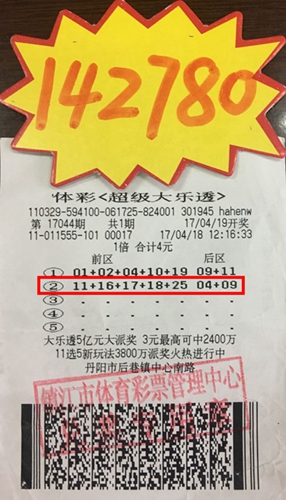 142780
体彩<超级大乐透>
110329-594100-061725-824001 301945 hahenw
第 17044期 共1期 17/04/19开奖
11-011555-101 00017 17/04/18 12:16:33
1倍 合计4元
前区 后区
① 01+02+04+10+19 09+11
② 11+16+17+18+25 04+09
③ - - - - - - -
④ - - - - - - -
⑤ - - - - - - -
大乐透5亿元大派奖 3元最高可中2400万
11选5新玩法3800万派奖火热进行中
丹阳市后巷镇中心南路
镇江市体育彩票管理中心